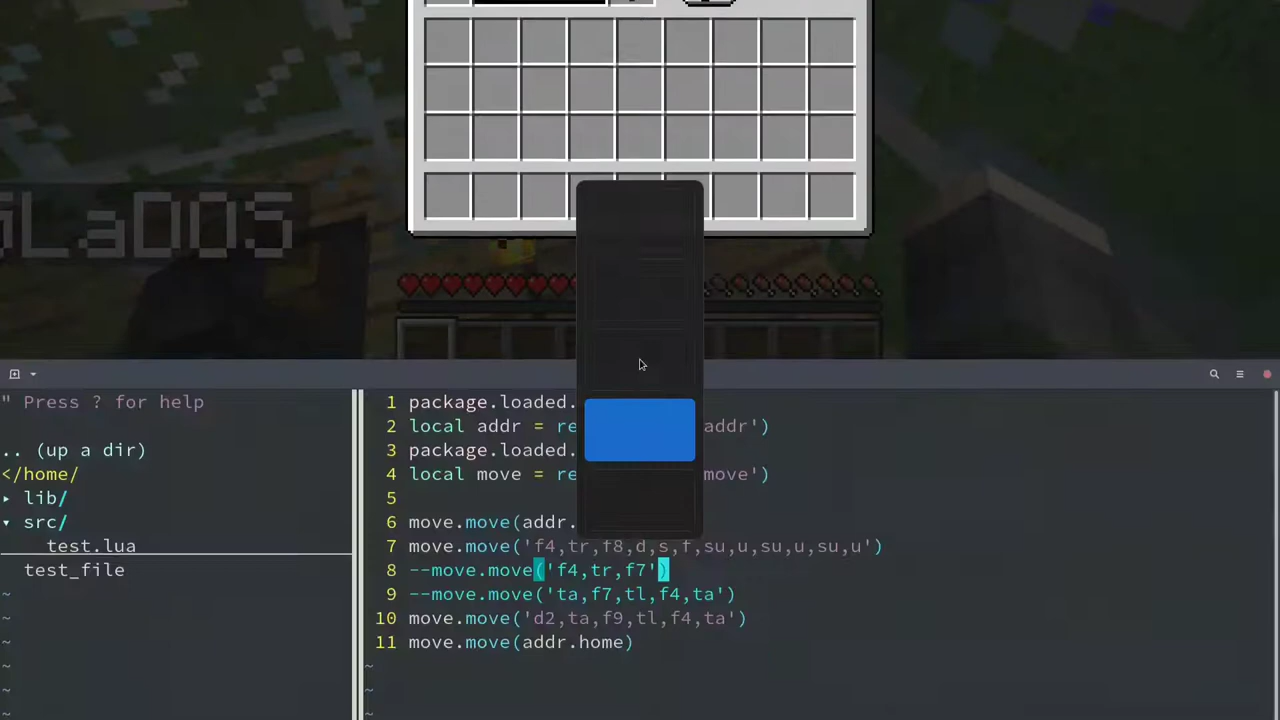 LaDOS
" Press ? for help
.. (up a dir)
</home/
▸ lib/
▾ src/
test.lua
test_file
~
~
~
~
~
~
1 package.loaded.
2 local addr = re addr')
3 package.loaded.
4 local move = re move')
5
6 move.move(addr.
7 move.move('f4,tr,f8,d,s,f,su,u,su,u,su,u')
8 --move.move('f4,tr,f7')
9 --move.move('ta,f7,tl,f4,ta')
10 move.move('d2,ta,f9,tl,f4,ta')
11 move.move(addr.home)
~
~
~